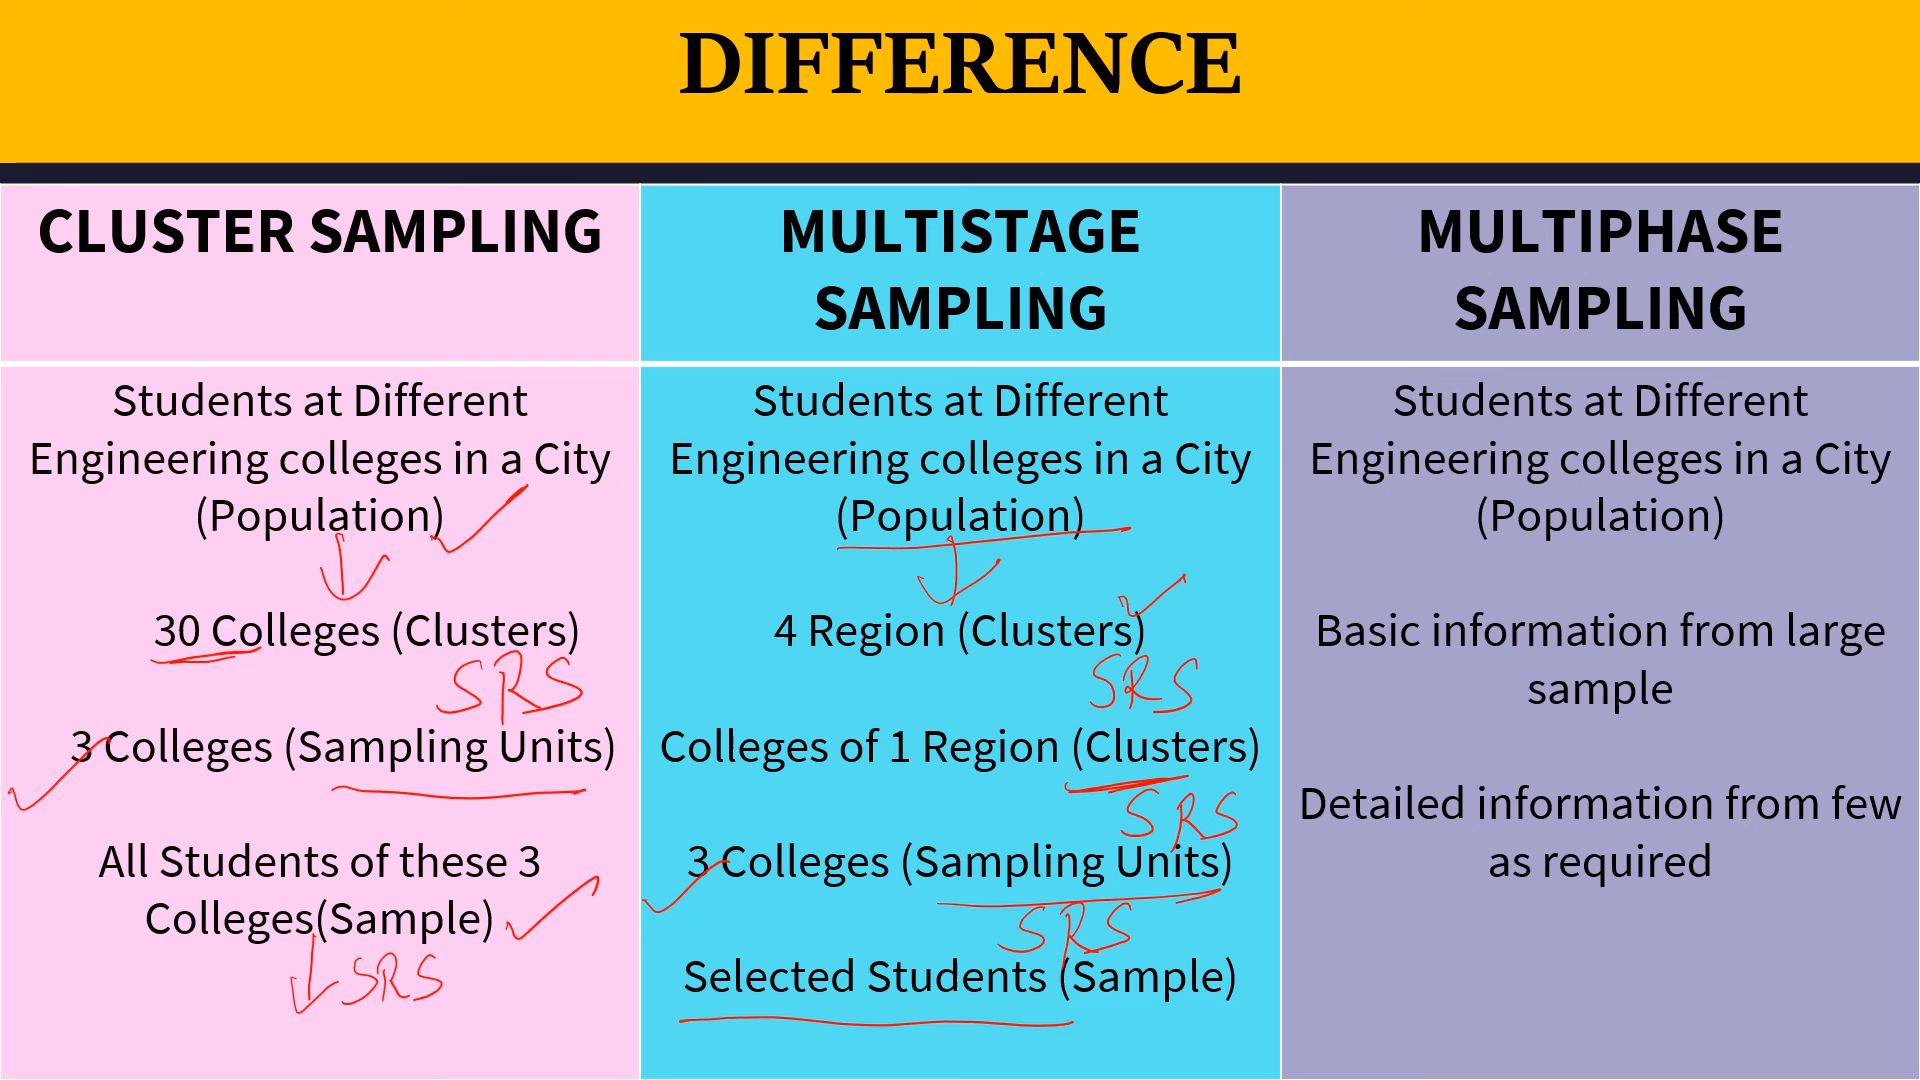 DIFFERENCE
CLUSTER SAMPLING
Students at Different
Engineering colleges in a City
(Population)
30 Colleges (Clusters)
SRS
3 Colleges (Sampling Units)
All Students of these 3
Colleges(Sample)
SRS
MULTISTAGE
SAMPLING
Students at Different
Engineering colleges in a City
(Population)
4 Region (Clusters)
SRS
Colleges of 1 Region (Clusters)
SRS
3 Colleges (Sampling Units)
SRS
Selected Students (Sample)
MULTIPHASE
SAMPLING
Students at Different
Engineering colleges in a City
(Population)
Basic information from large
sample
Detailed information from few
as required